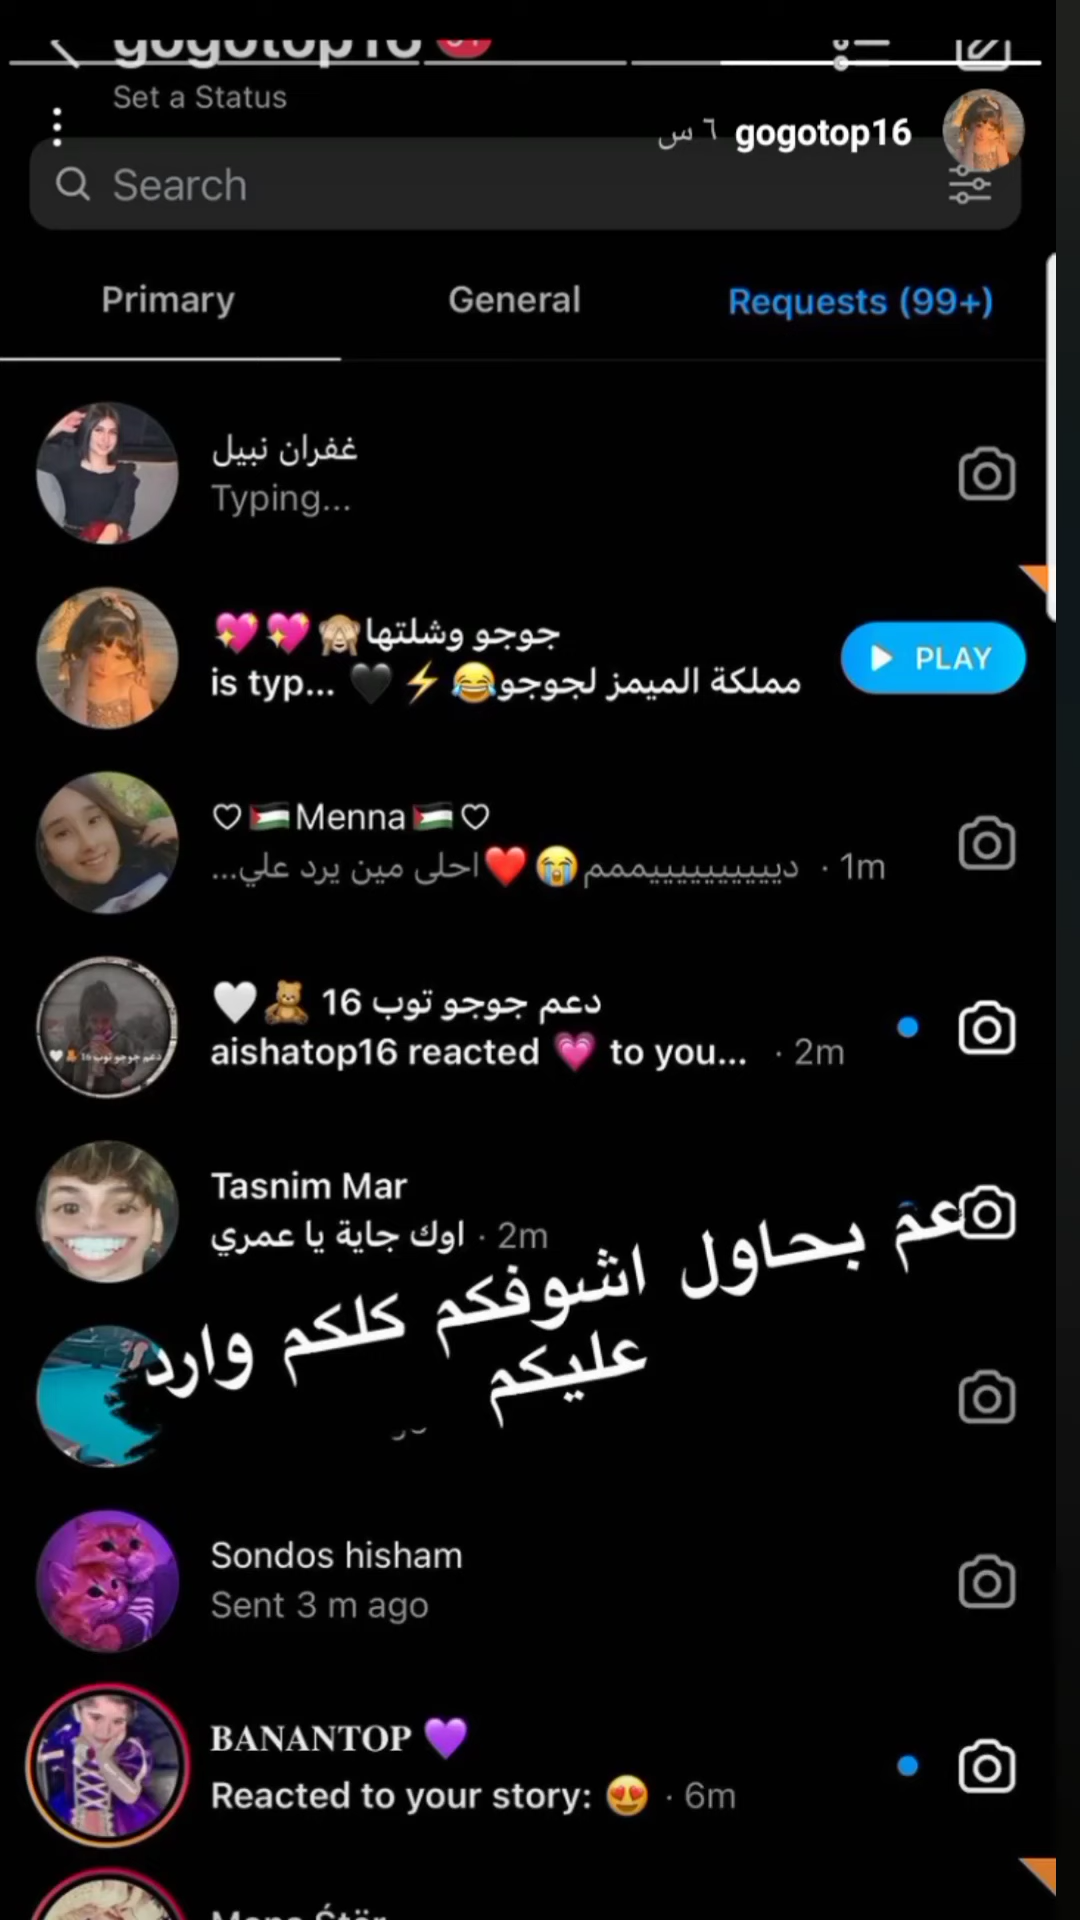 gogotop16
Set a Status
gogotop16 ٦ س
Search
Primary
General
Requests (99+)
غفران نبيل
Typing...
جوجو وشلتها🙈💖💖
is typ... 🖤⚡😂مملكة الميمز لجوجو
PLAY
♡🇵🇸Menna🇵🇸♡
ديييييييييييممم😭❤️احلى مين يرد علي... · 1m
🤍🧸 دعم جوجو توب 16
aishatop16 reacted 💗 to you... · 2m
Tasnim Mar
اوك جاية يا عمري · 2m
عم بحاول اشوفكم كلكم وارد
عليكم
Sondos hisham
Sent 3 m ago
BANANTOP 💜
Reacted to your story: 😍 · 6m